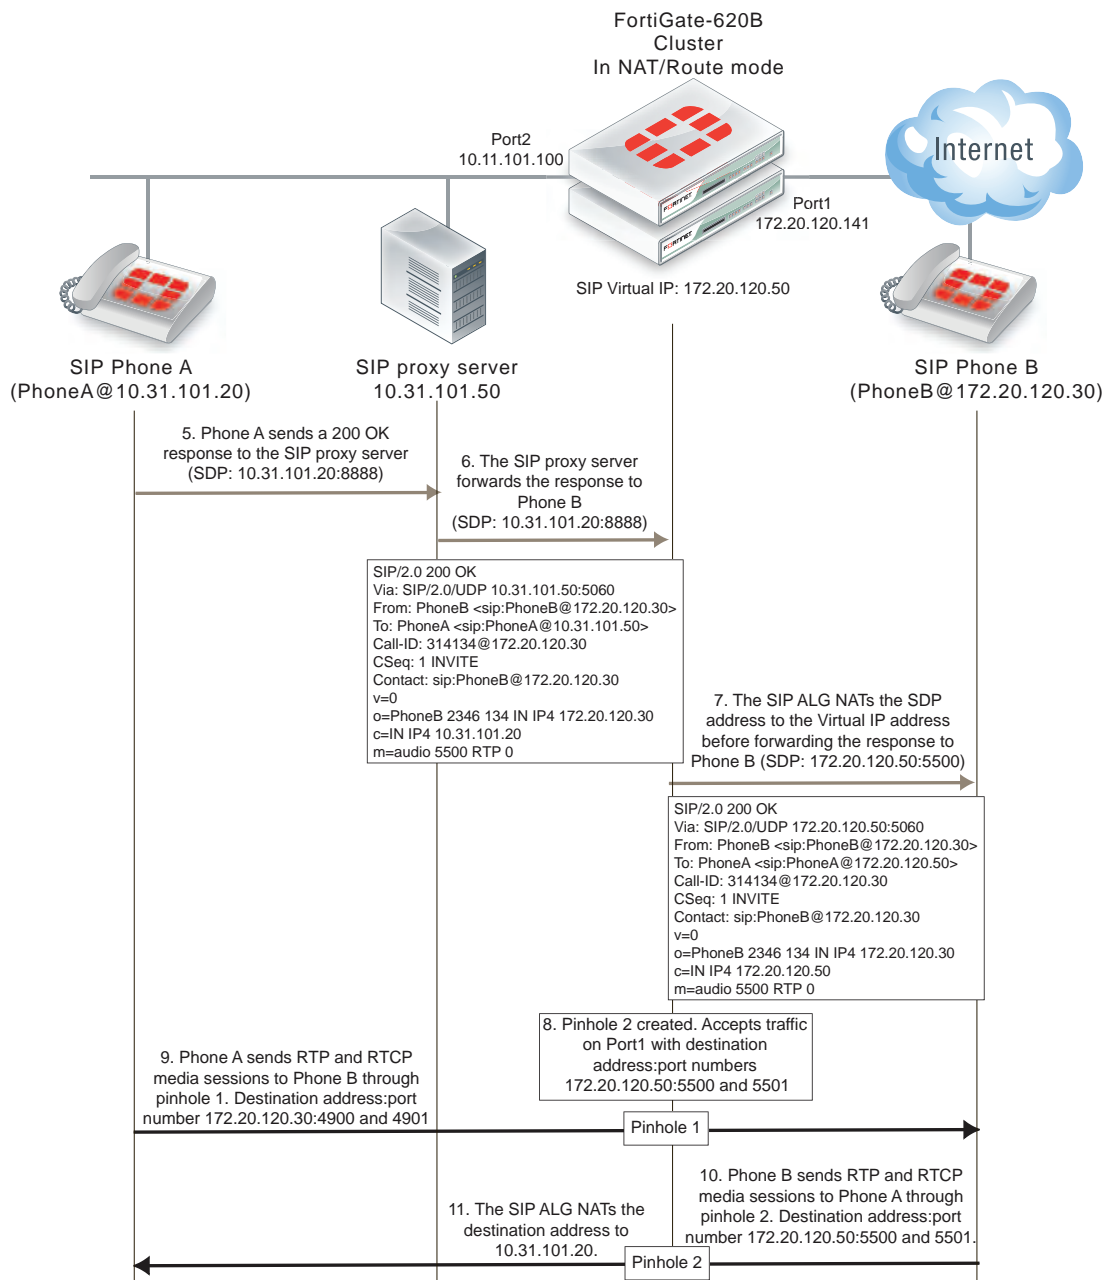 FortiGate-620B
Cluster
In NAT/Route mode
Port2
10.11.101.100
Internet
Port1
172.20.120.141
FORTINET
FORTINET
SIP Virtual IP: 172.20.120.50
SIP Phone A
(PhoneA@10.31.101.20)
SIP proxy server
10.31.101.50
SIP Phone B
(PhoneB@172.20.120.30)
5. Phone A sends a 200 OK
response to the SIP proxy server
(SDP: 10.31.101.20:8888)
6. The SIP proxy server
forwards the response to
Phone B
(SDP: 10.31.101.20:8888)
SIP/2.0 200 OK
Via: SIP/2.0/UDP 10.31.101.50:5060
From: PhoneB <sip:PhoneB@172.20.120.30>
To: PhoneA <sip:PhoneA@10.31.101.50>
Call-ID: 314134@172.20.120.30
CSeq: 1 INVITE
Contact: sip:PhoneB@172.20.120.30
v=0
o=PhoneB 2346 134 IN IP4 172.20.120.30
c=IN IP4 10.31.101.20
m=audio 5500 RTP 0
7. The SIP ALG NATs the SDP
address to the Virtual IP address
before forwarding the response to
Phone B (SDP: 172.20.120.50:5500)
SIP/2.0 200 OK
Via: SIP/2.0/UDP 172.20.120.50:5060
From: PhoneB <sip:PhoneB@172.20.120.30>
To: PhoneA <sip:PhoneA@172.20.120.50>
Call-ID: 314134@172.20.120.30
CSeq: 1 INVITE
Contact: sip:PhoneB@172.20.120.30
v=0
o=PhoneB 2346 134 IN IP4 172.20.120.30
c=IN IP4 172.20.120.50
m=audio 5500 RTP 0
8. Pinhole 2 created. Accepts traffic
on Port1 with destination
address:port numbers
172.20.120.50:5500 and 5501
9. Phone A sends RTP and RTCP
media sessions to Phone B through
pinhole 1. Destination address:port
number 172.20.120.30:4900 and 4901
Pinhole 1
10. Phone B sends RTP and RTCP
media sessions to Phone A through
pinhole 2. Destination address:port
number 172.20.120.50:5500 and 5501.
11. The SIP ALG NATs the
destination address to
10.31.101.20.
Pinhole 2